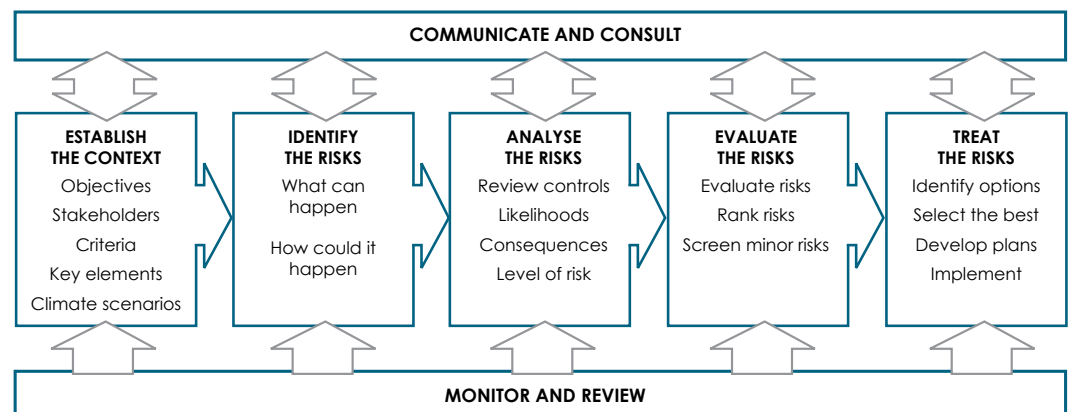 COMMUNICATE AND CONSULT
ESTABLISH
THE CONTEXT
Objectives
Stakeholders
Criteria
Key elements
Climate scenarios
IDENTIFY
THE RISKS
What can
happen
How could it
happen
ANALYSE
THE RISKS
Review controls
Likelihoods
Consequences
Level of risk
EVALUATE
THE RISKS
Evaluate risks
Rank risks
Screen minor risks
TREAT
THE RISKS
Identify options
Select the best
Develop plans
Implement
MONITOR AND REVIEW